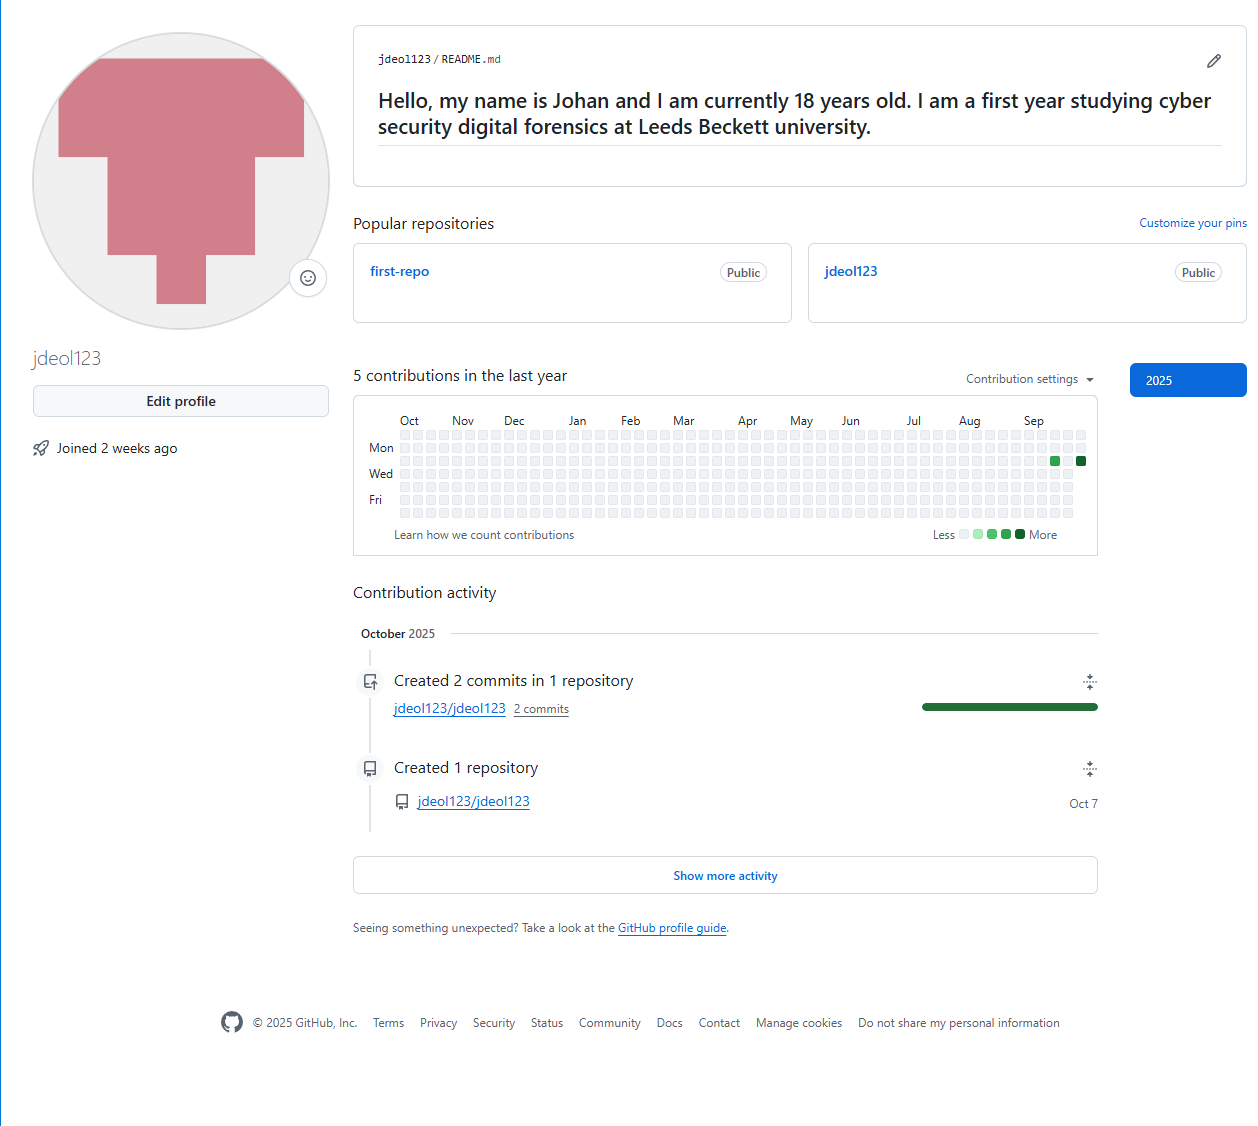 jdeol123/README.md
Hello, my name is Johan and I am currently 18 years old. I am a first year studying cyber
security digital forensics at Leeds Beckett university.
jdeol123
Edit profile
Joined 2 weeks ago
Popular repositories
Customize your pins
first-repo
Public
jdeol123
Public
5 contributions in the last year
Contribution settings
2025
Oct Nov Dec Jan Feb Mar Apr May Jun Jul Aug Sep
Mon
Wed
Fri
Learn how we count contributions
Less More
Contribution activity
October 2025
Created 2 commits in 1 repository
jdeol123/jdeol123 2 commits
Created 1 repository
jdeol123/jdeol123 Oct 7
Show more activity
Seeing something unexpected? Take a look at the GitHub profile guide.
© 2025 GitHub, Inc. Terms Privacy Security Status Community Docs Contact Manage cookies Do not share my personal information